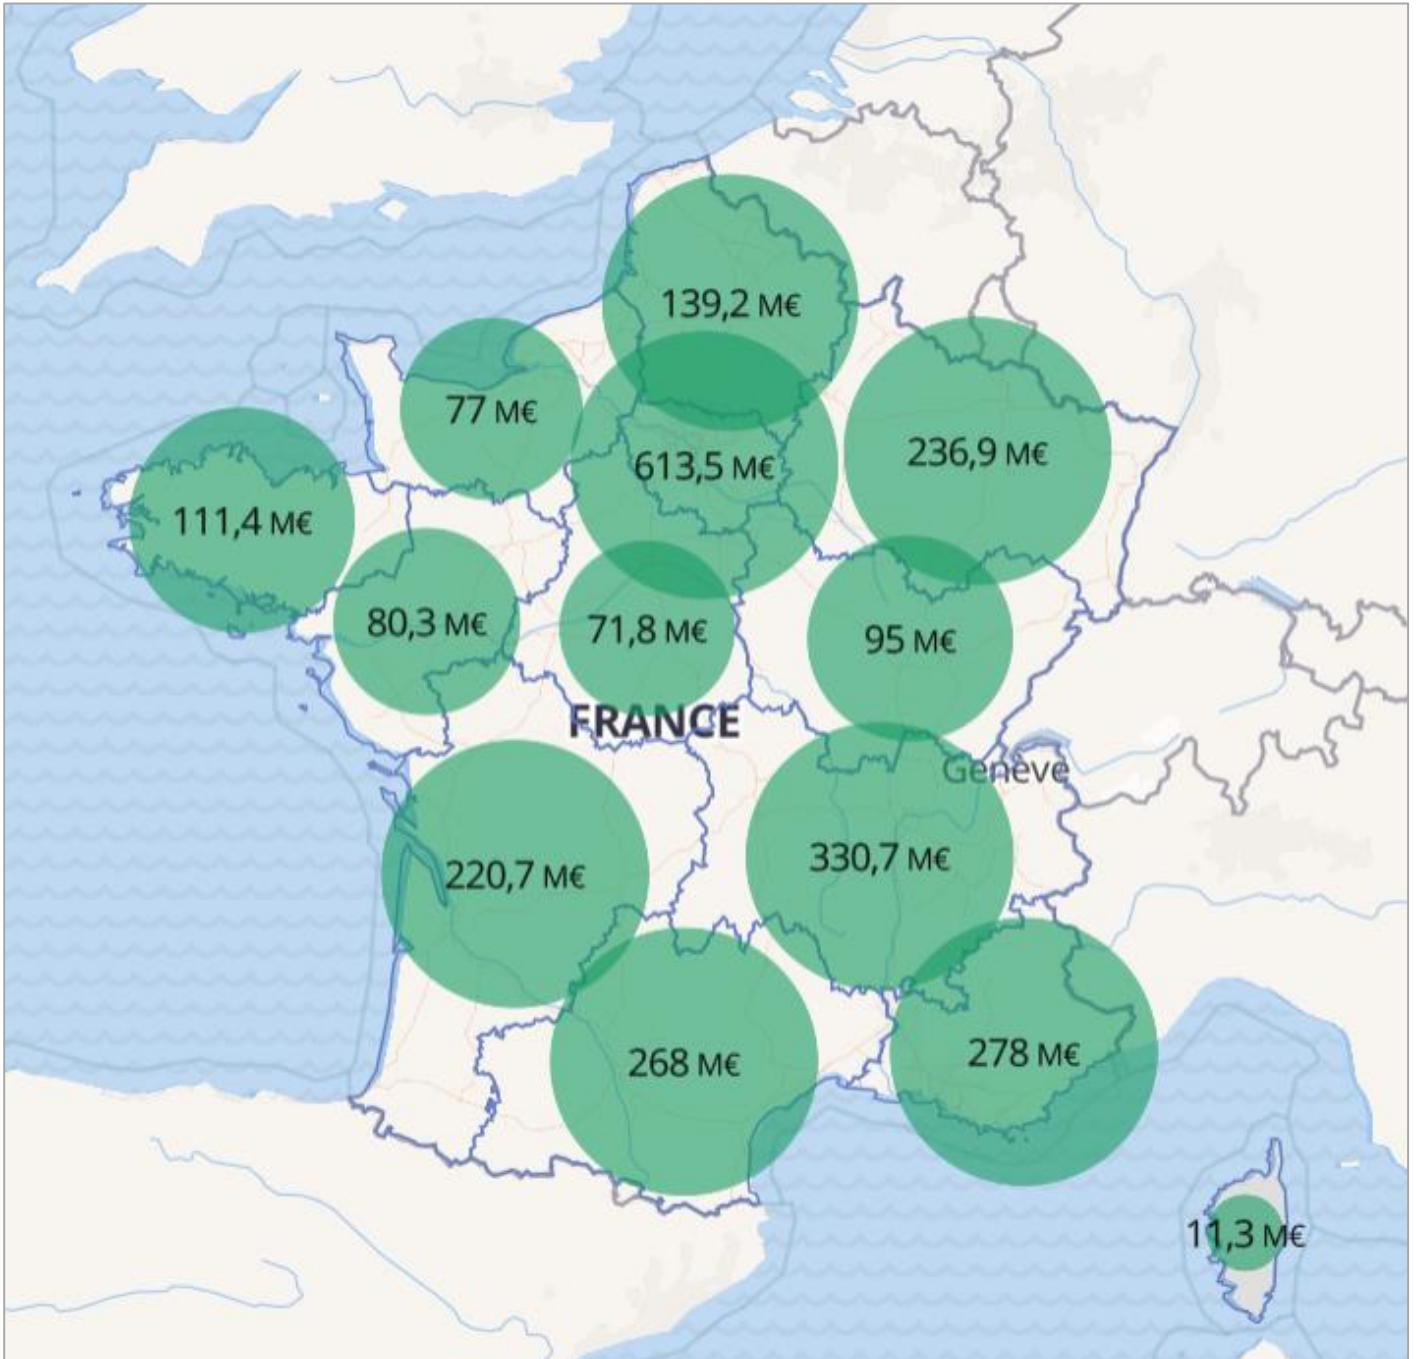 139,2 M€
77 M€
613,5 M€
236,9 M€
111,4 M€
80,3 M€
71,8 M€
95 M€
FRANCE
Genève
220,7 M€
330,7 M€
268 M€
278 M€
11,3 M€